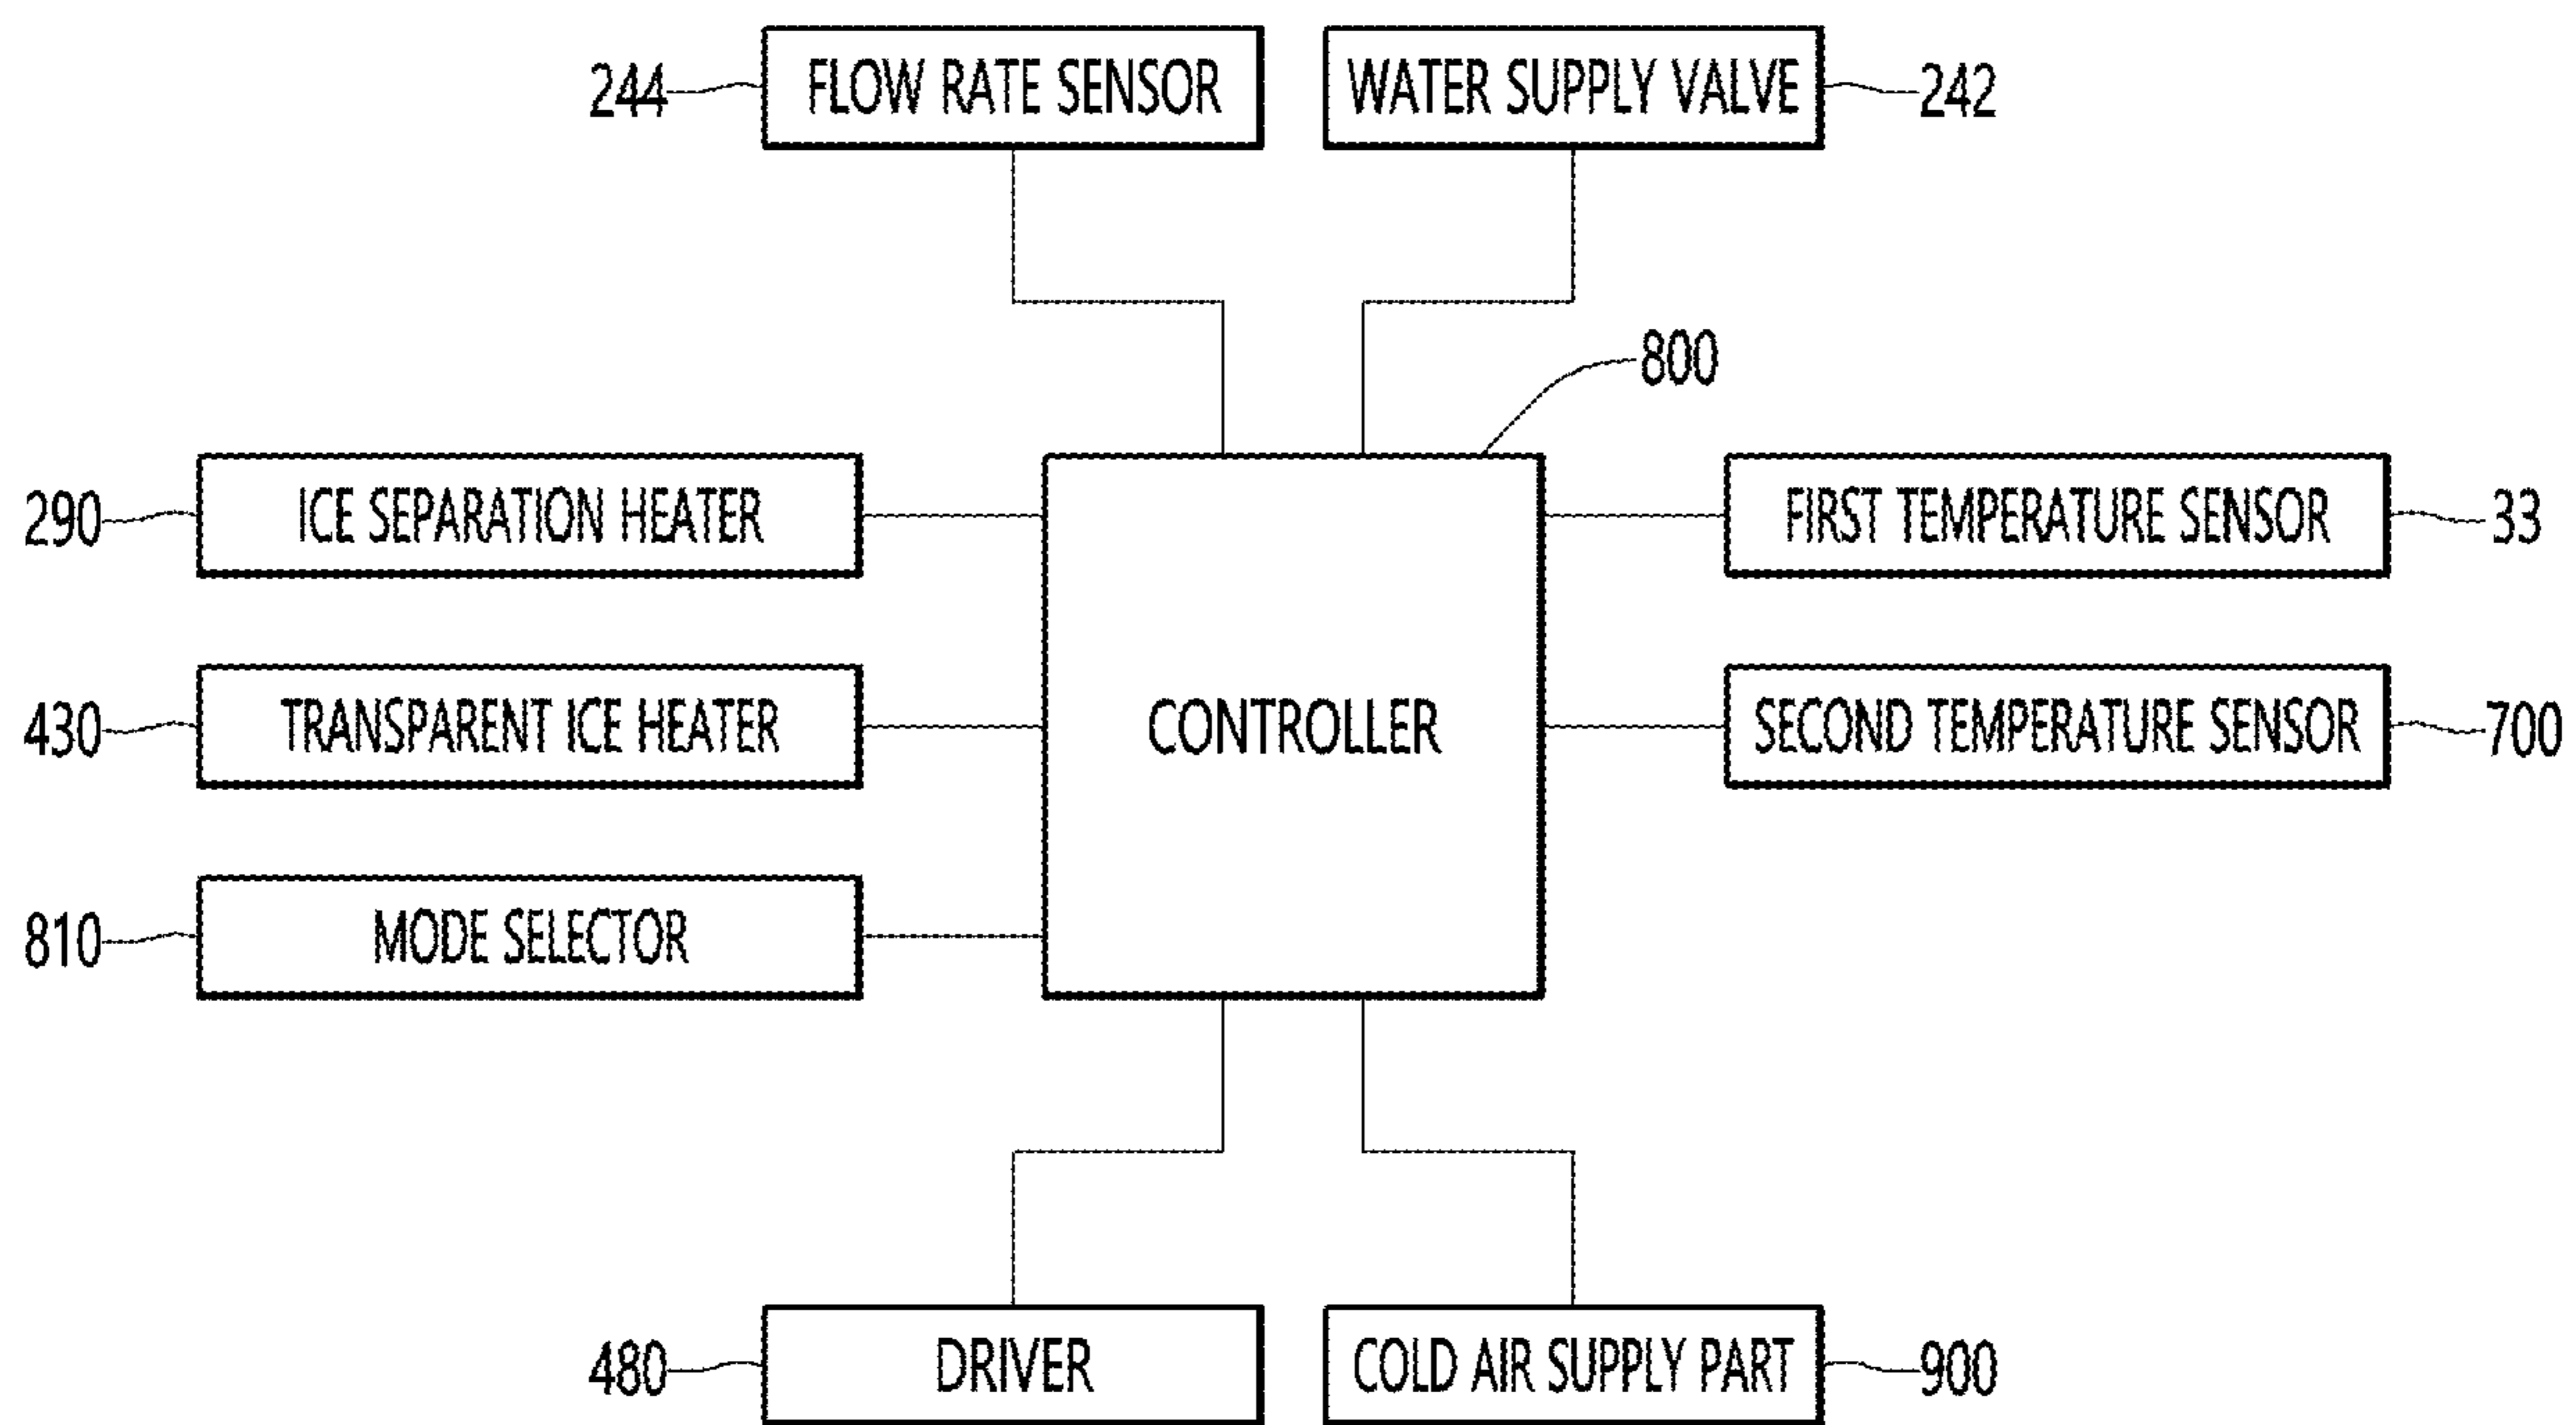 244 FLOW RATE SENSOR WATER SUPPLY VALVE 242
800
290 ICE SEPARATION HEATER FIRST TEMPERATURE SENSOR 33
430 TRANSPARENT ICE HEATER CONTROLLER SECOND TEMPERATURE SENSOR 700
810 MODE SELECTOR
480 DRIVER COLD AIR SUPPLY PART 900